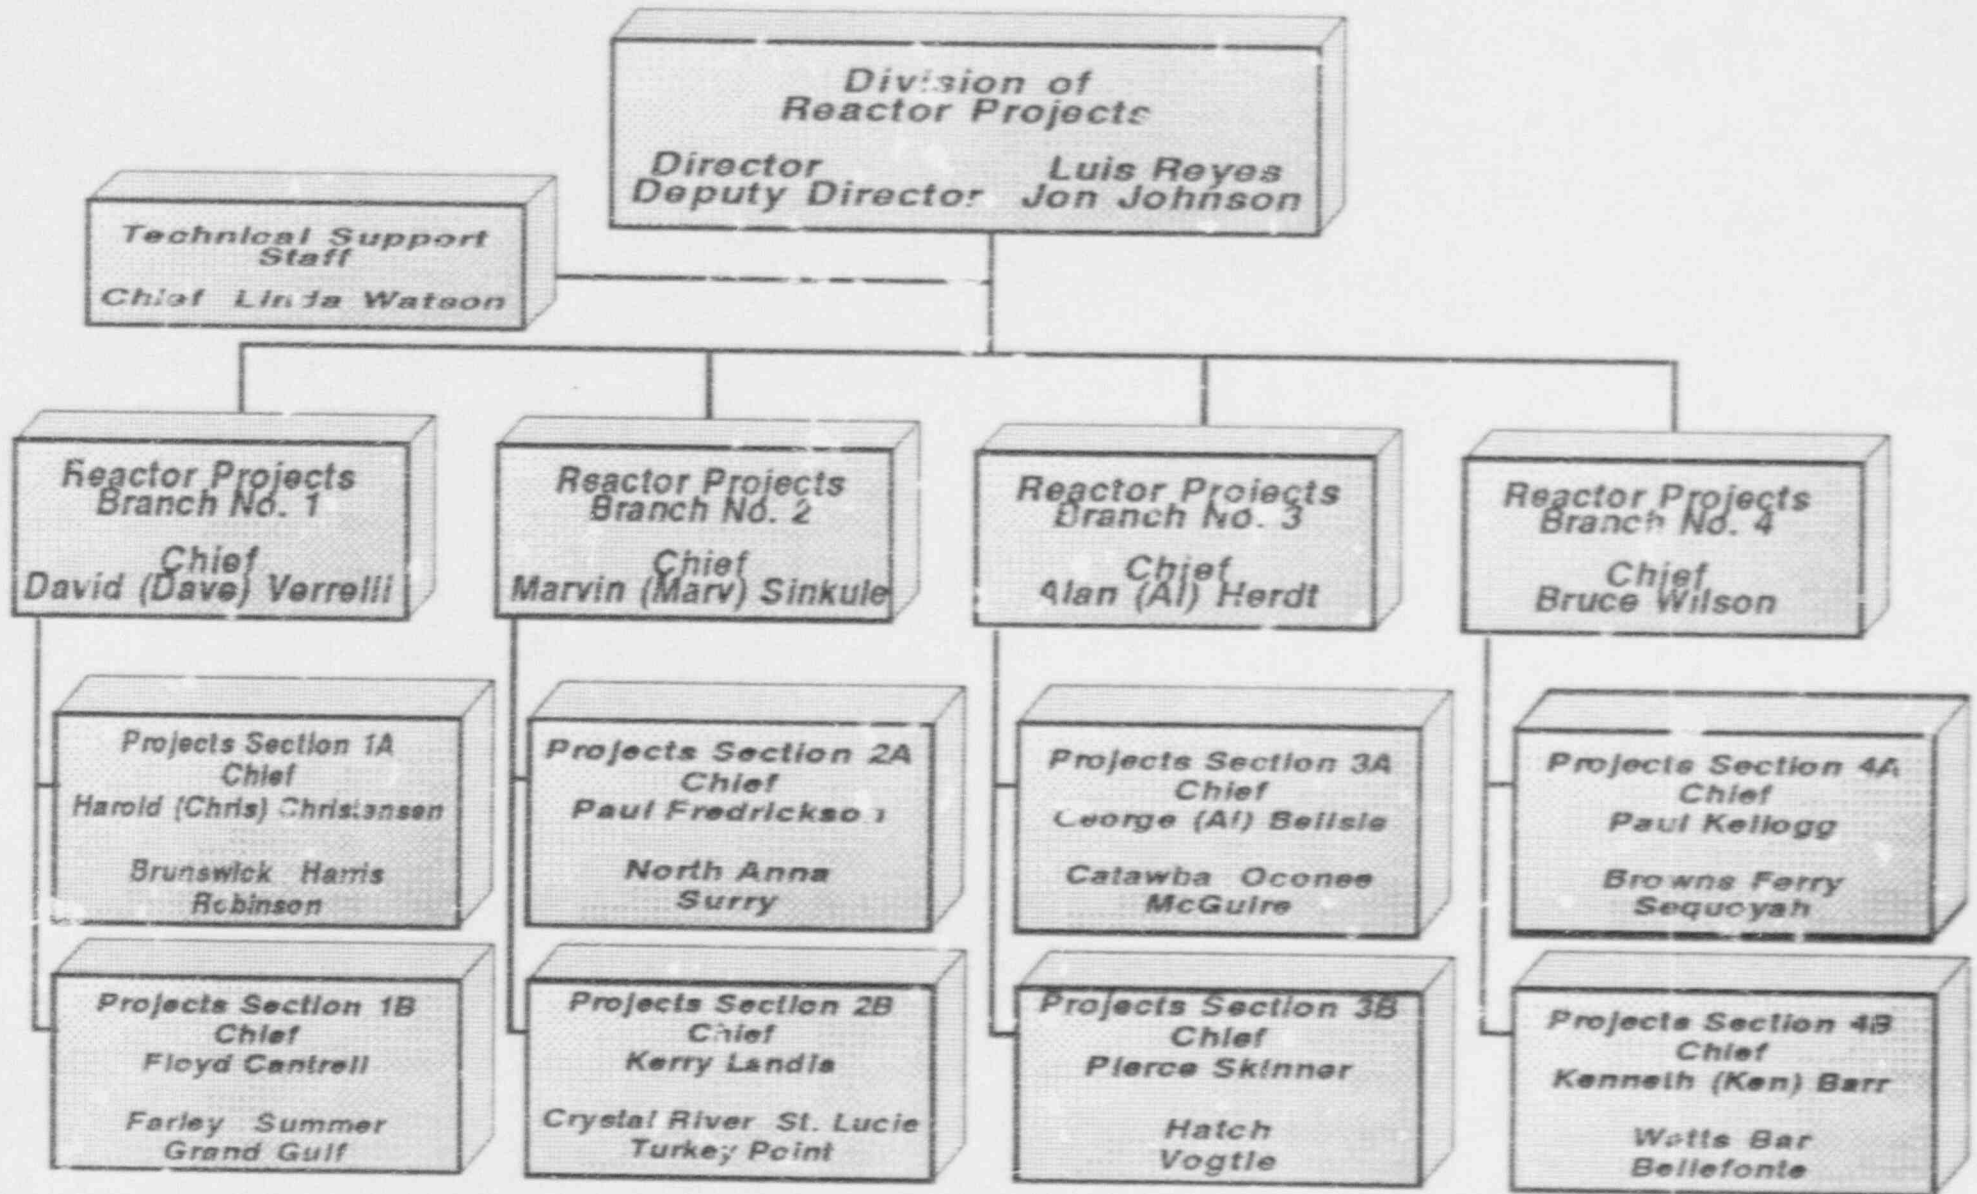 Division of
Reactor Projects
Director Luis Reyes
Deputy Director Jon Johnson
Technical Support
Staff
Chief Linda Watson
Reactor Projects
Branch No. 1
Chief
David (Dave) Verrelli
Reactor Projects
Branch No. 2
Chief
Marvin (Marv) Sinkule
Reactor Projects
Branch No. 3
Chief
Alan (Al) Herdt
Reactor Projects
Branch No. 4
Chief
Bruce Wilson
Projects Section 1A
Chief
Harold (Chris) Christensen
Brunswick Harris
Robinson
Projects Section 2A
Chief
Paul Fredrickson
North Anna
Surry
Projects Section 3A
Chief
George (Al) Belisle
Catawba Oconee
McGuire
Projects Section 4A
Chief
Paul Kellogg
Browns Ferry
Sequoyah
Projects Section 1B
Chief
Floyd Cantrell
Farley Summer
Grand Gulf
Projects Section 2B
Chief
Kerry Landis
Crystal River St. Lucie
Turkey Point
Projects Section 3B
Chief
Pierce Skinner
Hatch
Vogtle
Projects Section 4B
Chief
Kenneth (Ken) Barr
Watts Bar
Bellefonte